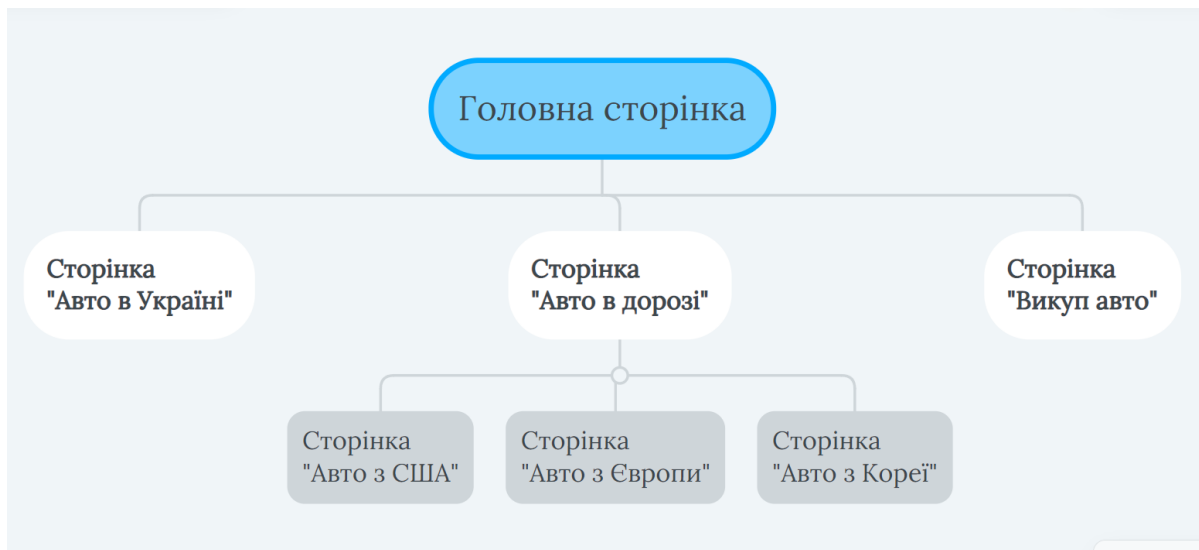 Головна сторінка
Сторінка
"Авто в Україні"
Сторінка
"Авто в дорозі"
Сторінка
"Викуп авто"
Сторінка
"Авто з США"
Сторінка
"Авто з Європи"
Сторінка
"Авто з Кореї"